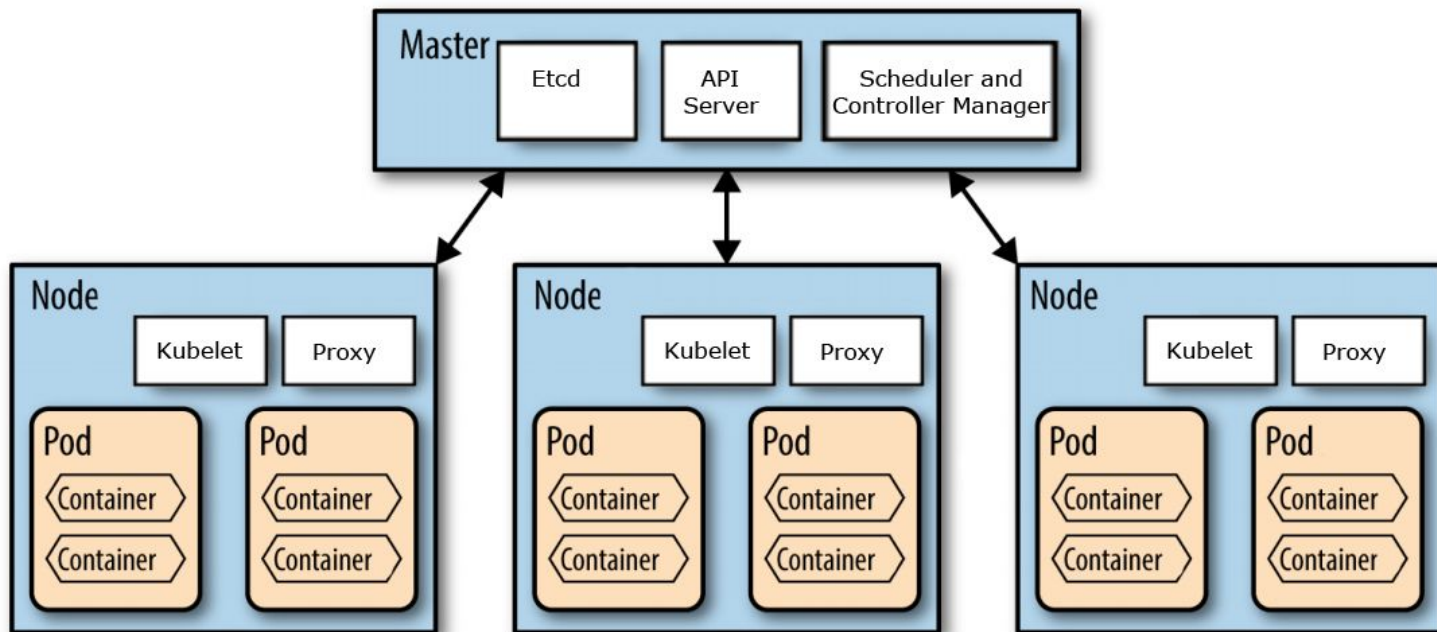 Master
Etcd
API
Server
Scheduler and
Controller Manager
Node
Kubelet
Proxy
Pod
Container
Container
Pod
Container
Container
Node
Kubelet
Proxy
Pod
Container
Container
Pod
Container
Container
Node
Kubelet
Proxy
Pod
Container
Container
Pod
Container
Container